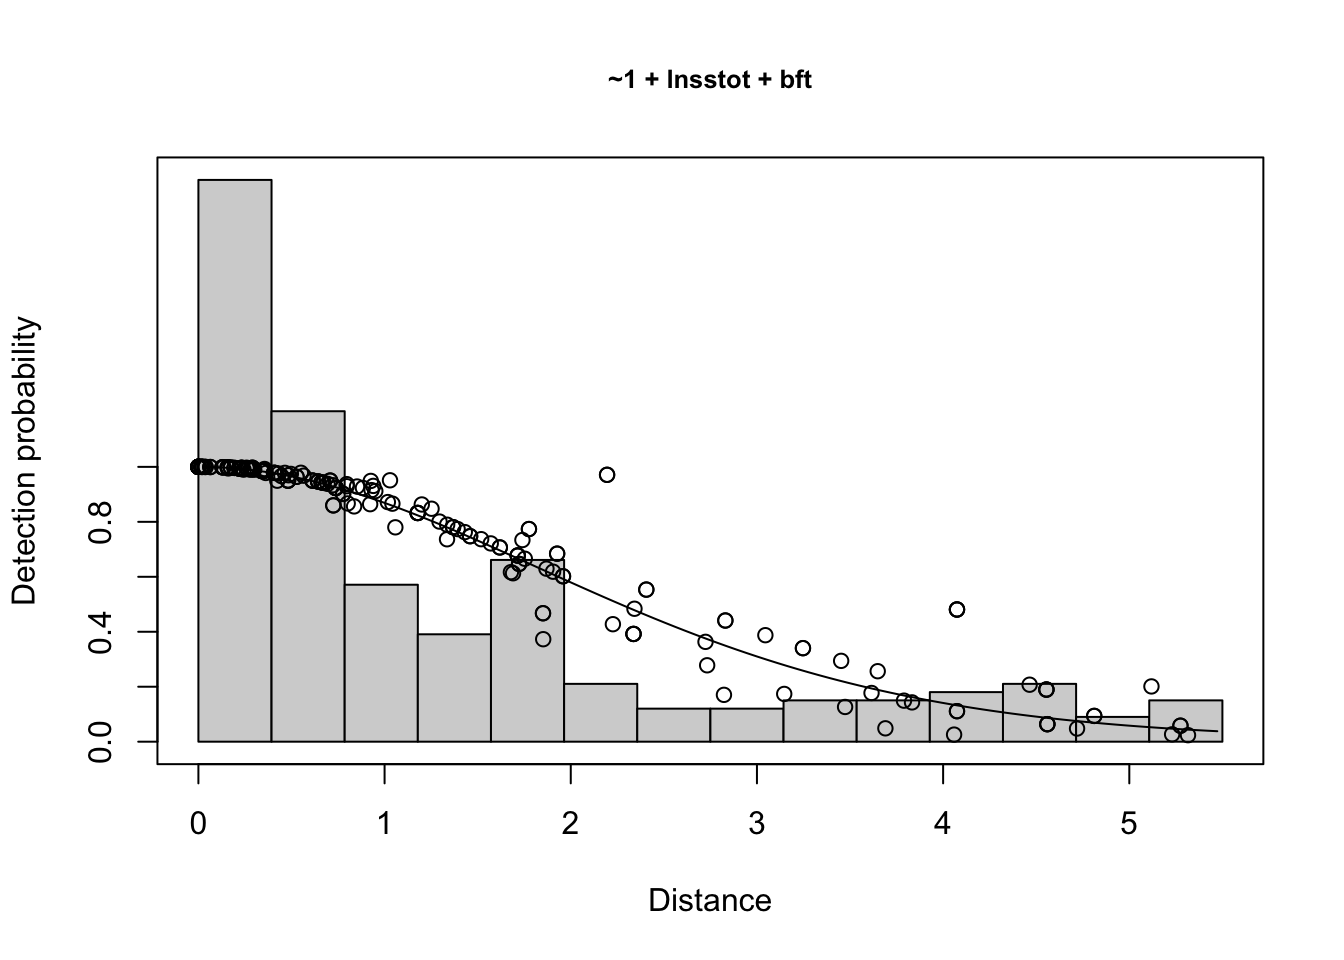 ~1 + lnsstot + bft
Detection probability
0.8
0.4
0.0
0 1 2 3 4 5
Distance